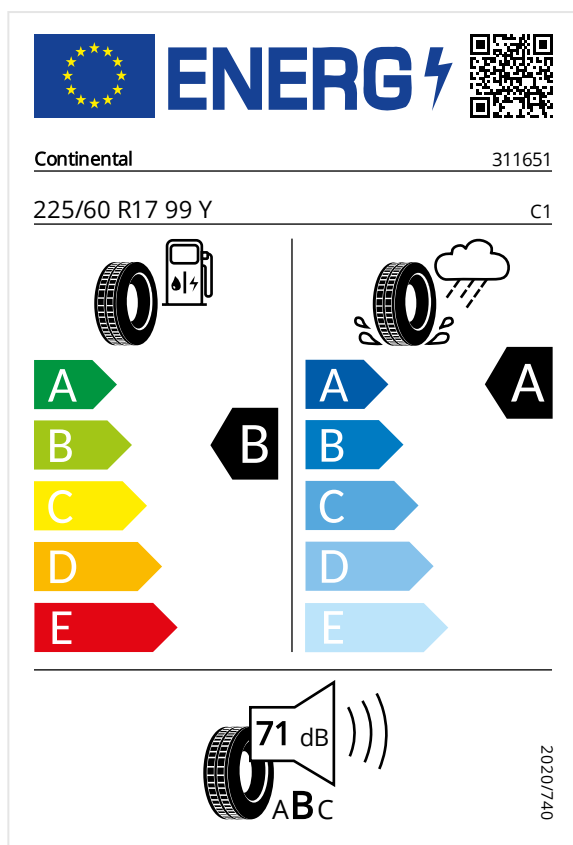 ENERG
Continental 311651
225/60 R17 99 Y C1
A A A
B B B
C C
D D
E E
71 dB
ABC
2020/740